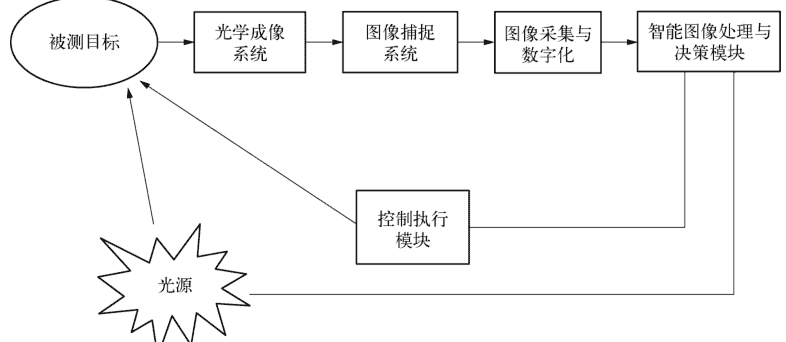 被测目标
光学成像
系统
图像捕捉
系统
图像采集与
数字化
智能图像处理与
决策模块
控制执行
模块
光源